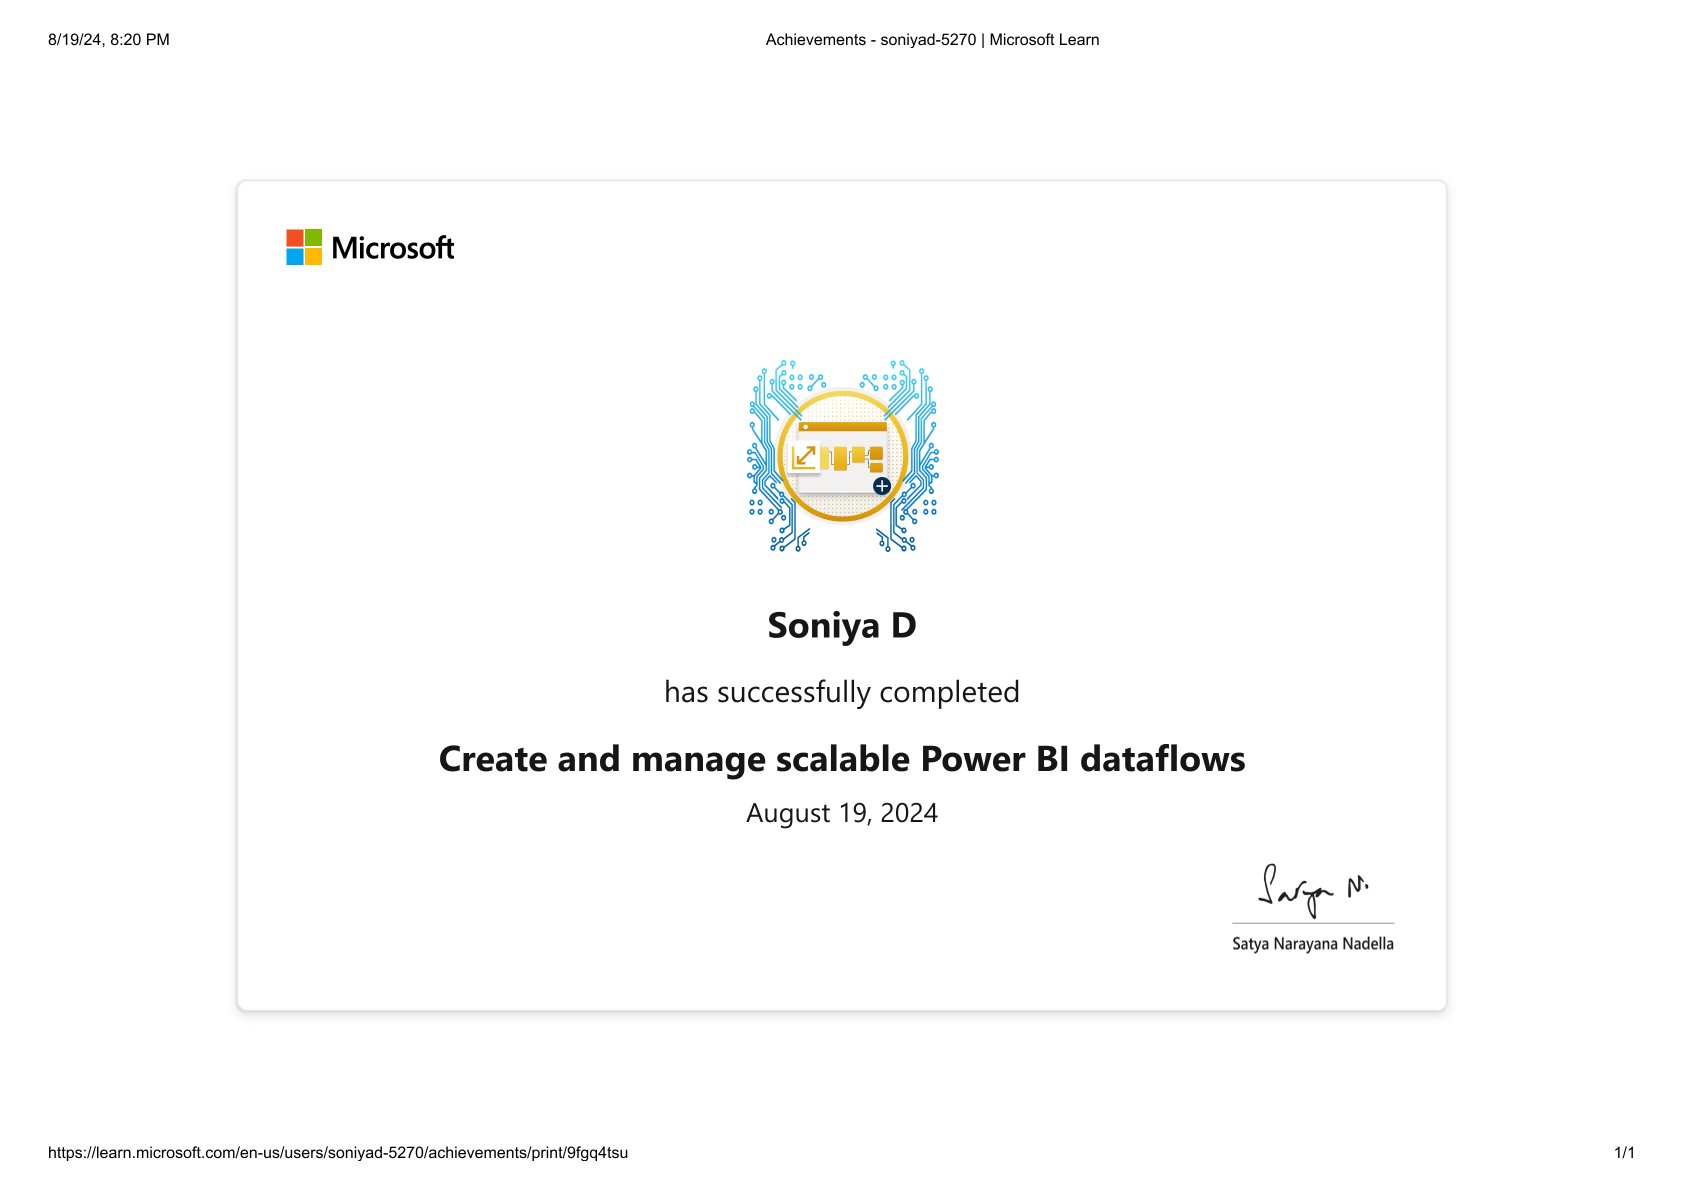 8/19/24, 8:20 PM
Achievements - soniyad-5270 | Microsoft Learn
Microsoft
Soniya D
has successfully completed
Create and manage scalable Power BI dataflows
August 19, 2024
Satya N.
Satya Narayana Nadella
https://learn.microsoft.com/en-us/users/soniyad-5270/achievements/print/9fgq4tsu
1/1